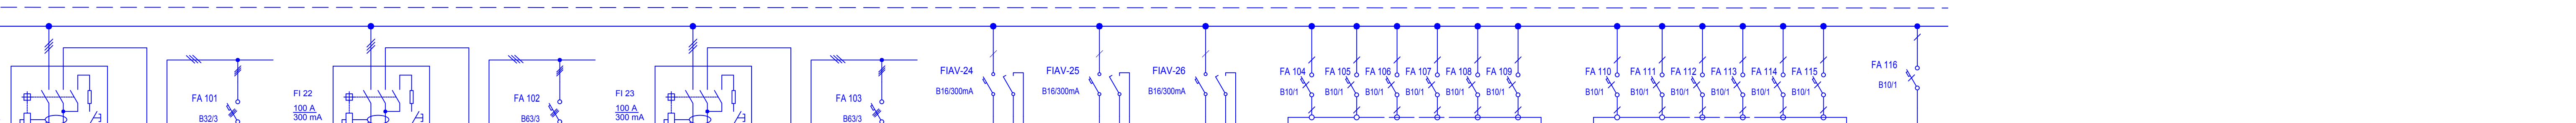 FA 101
B32/3
FI 22
100 A
300 mA
FA 102
B63/3
FI 23
100 A
300 mA
FA 103
B63/3
FIAV-24
B16/300mA
FIAV-25
B16/300mA
FIAV-26
B16/300mA
FA 104
B10/1
FA 105
B10/1
FA 106
B10/1
FA 107
B10/1
FA 108
B10/1
FA 109
B10/1
FA 110
B10/1
FA 111
B10/1
FA 112
B10/1
FA 113
B10/1
FA 114
B10/1
FA 115
B10/1
FA 116
B10/1